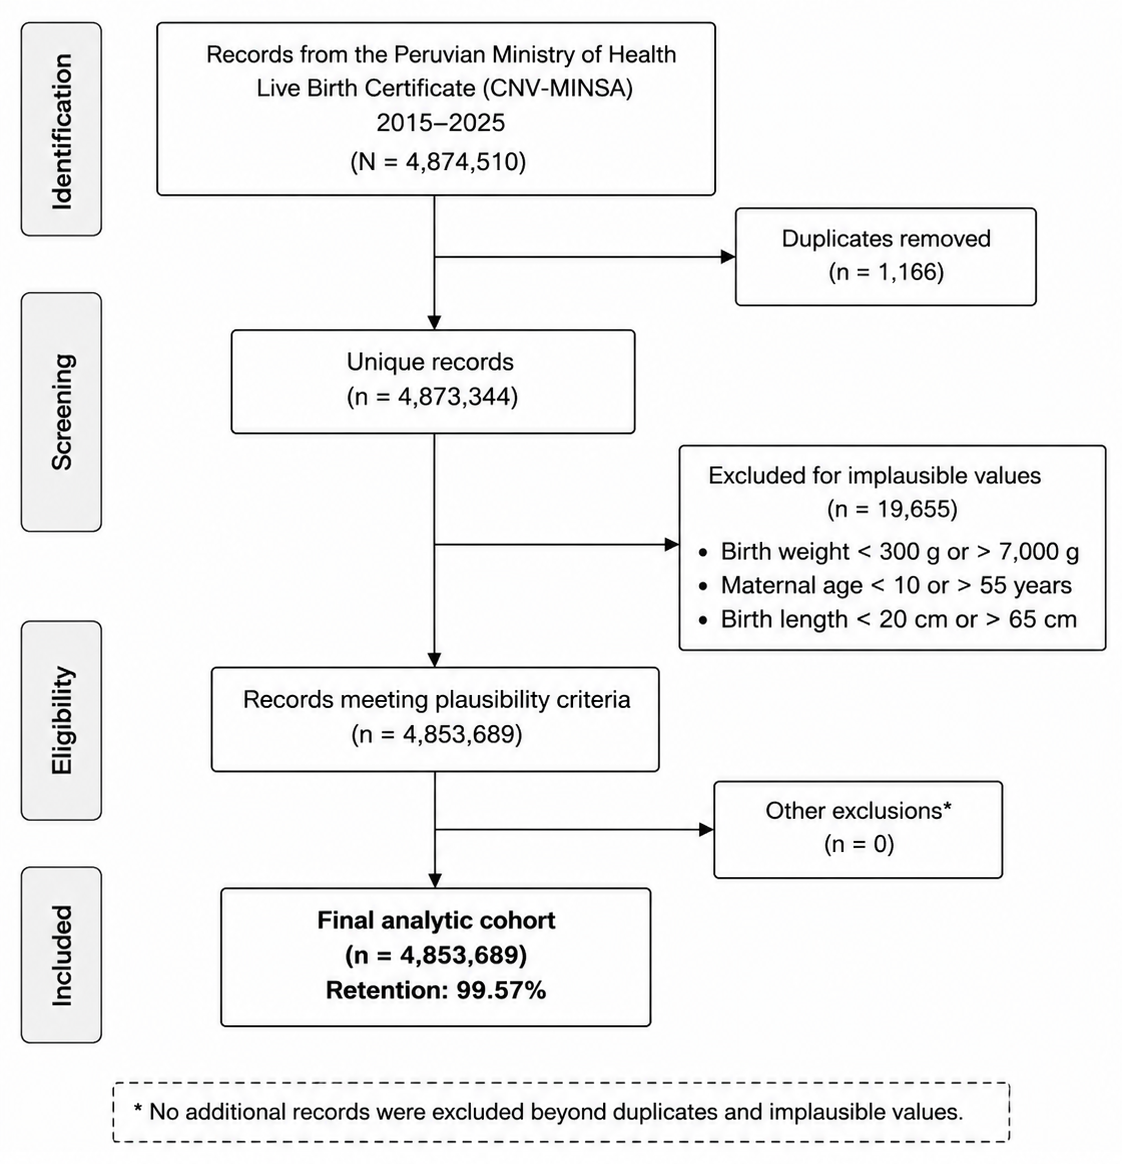 Identification
Records from the Peruvian Ministry of Health
Live Birth Certificate (CNV-MINSA)
2015–2025
(N = 4,874,510)
Duplicates removed
(n = 1,166)
Screening
Unique records
(n = 4,873,344)
Excluded for implausible values
(n = 19,655)
• Birth weight < 300 g or > 7,000 g
• Maternal age < 10 or > 55 years
• Birth length < 20 cm or > 65 cm
Eligibility
Records meeting plausibility criteria
(n = 4,853,689)
Other exclusions*
(n = 0)
Included
Final analytic cohort
(n = 4,853,689)
Retention: 99.57%
* No additional records were excluded beyond duplicates and implausible values.